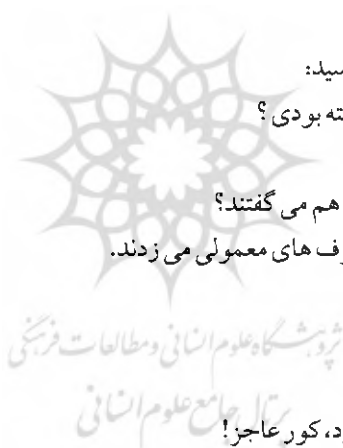 سید:
ته بودی؟
هم می گفتند؟
ف های معمولی می زدند.
پژوهشگاه علوم انسانی و مطالعات فرهنگی
پرتال جامع علوم انسانی
د، کور عاجز!